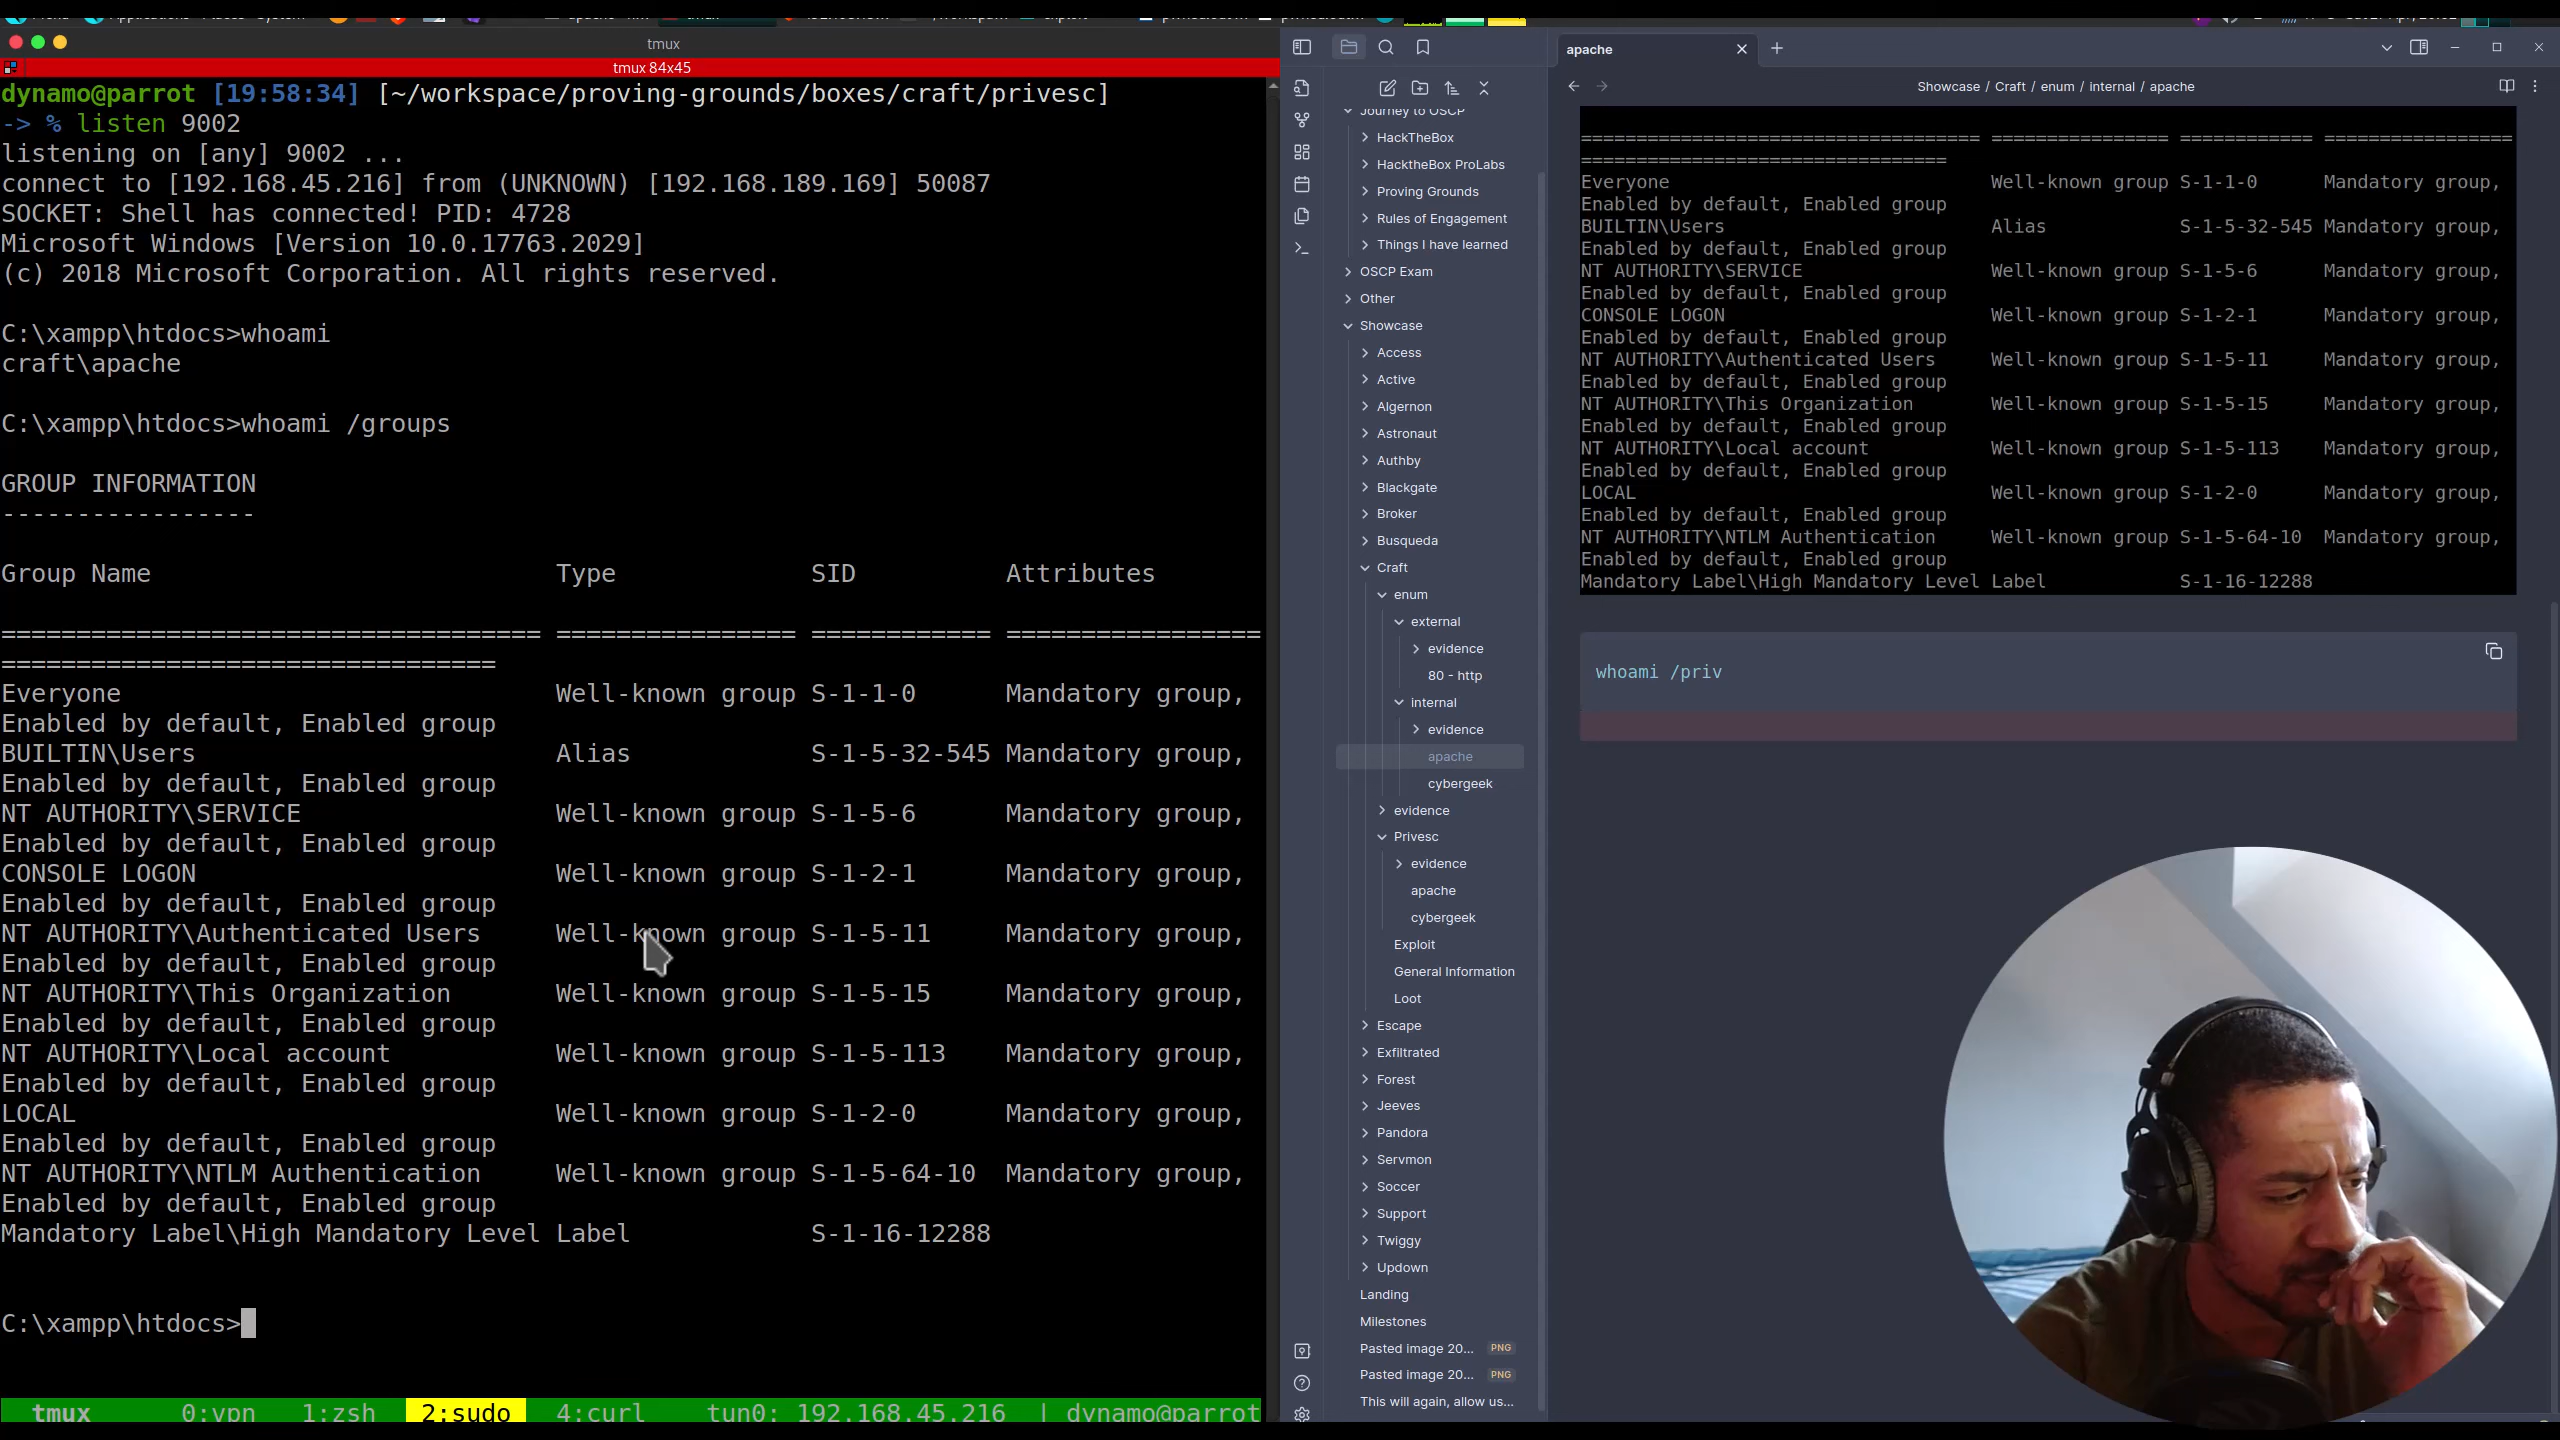 tmux
tmux 84x45
dynamo@parrot [19:58:34] [~/workspace/proving-grounds/boxes/craft/privesc]
-> % listen 9002
listening on [any] 9002 ...
connect to [192.168.45.216] from (UNKNOWN) [192.168.189.169] 50087
SOCKET: Shell has connected! PID: 4728
Microsoft Windows [Version 10.0.17763.2029]
(c) 2018 Microsoft Corporation. All rights reserved.
C:\xampp\htdocs>whoami
craft\apache
C:\xampp\htdocs>whoami /groups
GROUP INFORMATION
-----------------
Group Name Type SID Attributes
==================================== ================ ============ =================
=================================
Everyone Well-known group S-1-1-0 Mandatory group,
Enabled by default, Enabled group
BUILTIN\Users Alias S-1-5-32-545 Mandatory group,
Enabled by default, Enabled group
NT AUTHORITY\SERVICE Well-known group S-1-5-6 Mandatory group,
Enabled by default, Enabled group
CONSOLE LOGON Well-known group S-1-2-1 Mandatory group,
Enabled by default, Enabled group
NT AUTHORITY\Authenticated Users Well-known group S-1-5-11 Mandatory group,
Enabled by default, Enabled group
NT AUTHORITY\This Organization Well-known group S-1-5-15 Mandatory group,
Enabled by default, Enabled group
NT AUTHORITY\Local account Well-known group S-1-5-113 Mandatory group,
Enabled by default, Enabled group
LOCAL Well-known group S-1-2-0 Mandatory group,
Enabled by default, Enabled group
NT AUTHORITY\NTLM Authentication Well-known group S-1-5-64-10 Mandatory group,
Enabled by default, Enabled group
Mandatory Label\High Mandatory Level Label S-1-16-12288
C:\xampp\htdocs>
tmux 0:vpn 1:zsh 2:sudo 4:curl tun0: 192.168.45.216 | dynamo@parrot
Journey to OSCP
HackTheBox
HacktheBox ProLabs
Proving Grounds
Rules of Engagement
Things I have learned
OSCP Exam
Other
Showcase
Access
Active
Algernon
Astronaut
Authby
Blackgate
Broker
Busqueda
Craft
enum
external
evidence
80 - http
internal
evidence
apache
cybergeek
evidence
Privesc
evidence
apache
cybergeek
Exploit
General Information
Loot
Escape
Exfiltrated
Forest
Jeeves
Pandora
Servmon
Soccer
Support
Twiggy
Updown
Landing
Milestones
Pasted image 20... PNG
Pasted image 20... PNG
This will again, allow us...
apache
Showcase / Craft / enum / internal / apache
==================================== ================ ============ =================
=================================
Everyone Well-known group S-1-1-0 Mandatory group,
Enabled by default, Enabled group
BUILTIN\Users Alias S-1-5-32-545 Mandatory group,
Enabled by default, Enabled group
NT AUTHORITY\SERVICE Well-known group S-1-5-6 Mandatory group,
Enabled by default, Enabled group
CONSOLE LOGON Well-known group S-1-2-1 Mandatory group,
Enabled by default, Enabled group
NT AUTHORITY\Authenticated Users Well-known group S-1-5-11 Mandatory group,
Enabled by default, Enabled group
NT AUTHORITY\This Organization Well-known group S-1-5-15 Mandatory group,
Enabled by default, Enabled group
NT AUTHORITY\Local account Well-known group S-1-5-113 Mandatory group,
Enabled by default, Enabled group
LOCAL Well-known group S-1-2-0 Mandatory group,
Enabled by default, Enabled group
NT AUTHORITY\NTLM Authentication Well-known group S-1-5-64-10 Mandatory group,
Enabled by default, Enabled group
Mandatory Label\High Mandatory Level Label S-1-16-12288
whoami /priv